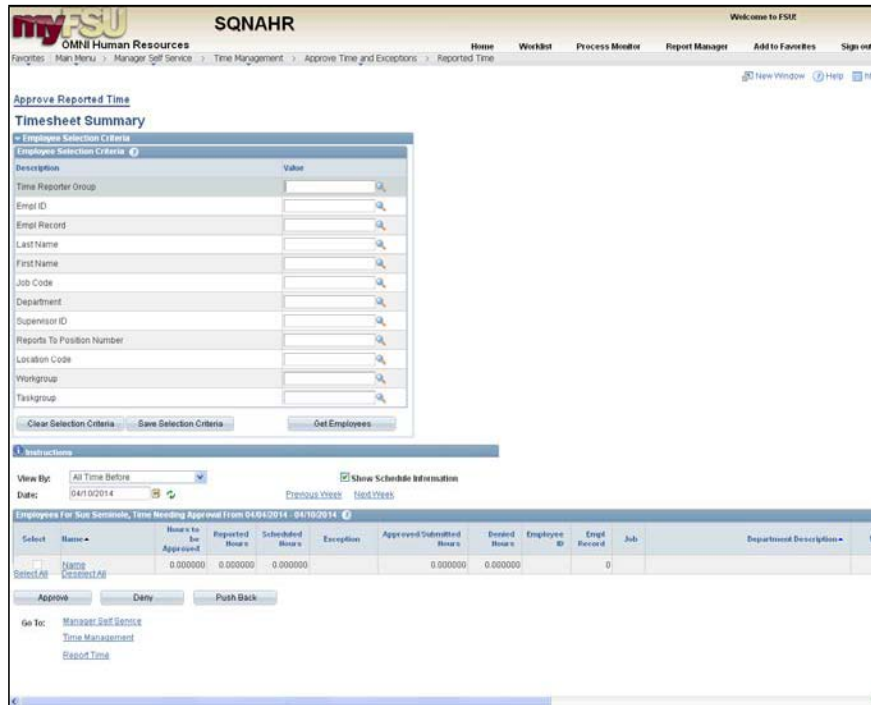 myFSU
SQNAHR
Welcome to FSU!
OMNI Human Resources
Home Worklist Process Monitor Report Manager Add to Favorites Sign out
Favorites Main Menu > Manager Self Service > Time Management > Approve Time and Exceptions > Reported Time
New Window Help
Approve Reported Time
Timesheet Summary
Employee Selection Criteria
Employee Selection Criteria
Description Value
Time Reporter Group
Empl ID
Empl Record
Last Name
First Name
Job Code
Department
Supervisor ID
Reports To Position Number
Location Code
Workgroup
Taskgroup
Clear Selection Criteria Save Selection Criteria Get Employees
Instructions
View By: All Time Before Show Schedule Information
Date: 04/10/2014 Previous Week Next Week
Employees For Sue Seminole, Time Needing Approval From 04/04/2014 - 04/10/2014
Select Name Hours to be Approved Reported Hours Scheduled Hours Exception Approved/Submitted Hours Denied Hours Employee ID Empl Record Job Department Description
Name 0.000000 0.000000 0.000000 0.000000 0.000000 0
Select All Deselect All
Approve Deny Push Back
Go To: Manager Self Service
Time Management
Report Time